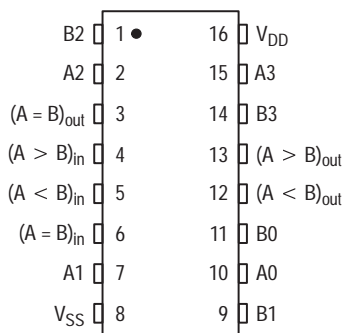 B2 1 16 V_DD
A2 2 15 A3
(A = B)_out 3 14 B3
(A > B)_in 4 13 (A > B)_out
(A < B)_in 5 12 (A < B)_out
(A = B)_in 6 11 B0
A1 7 10 A0
V_SS 8 9 B1